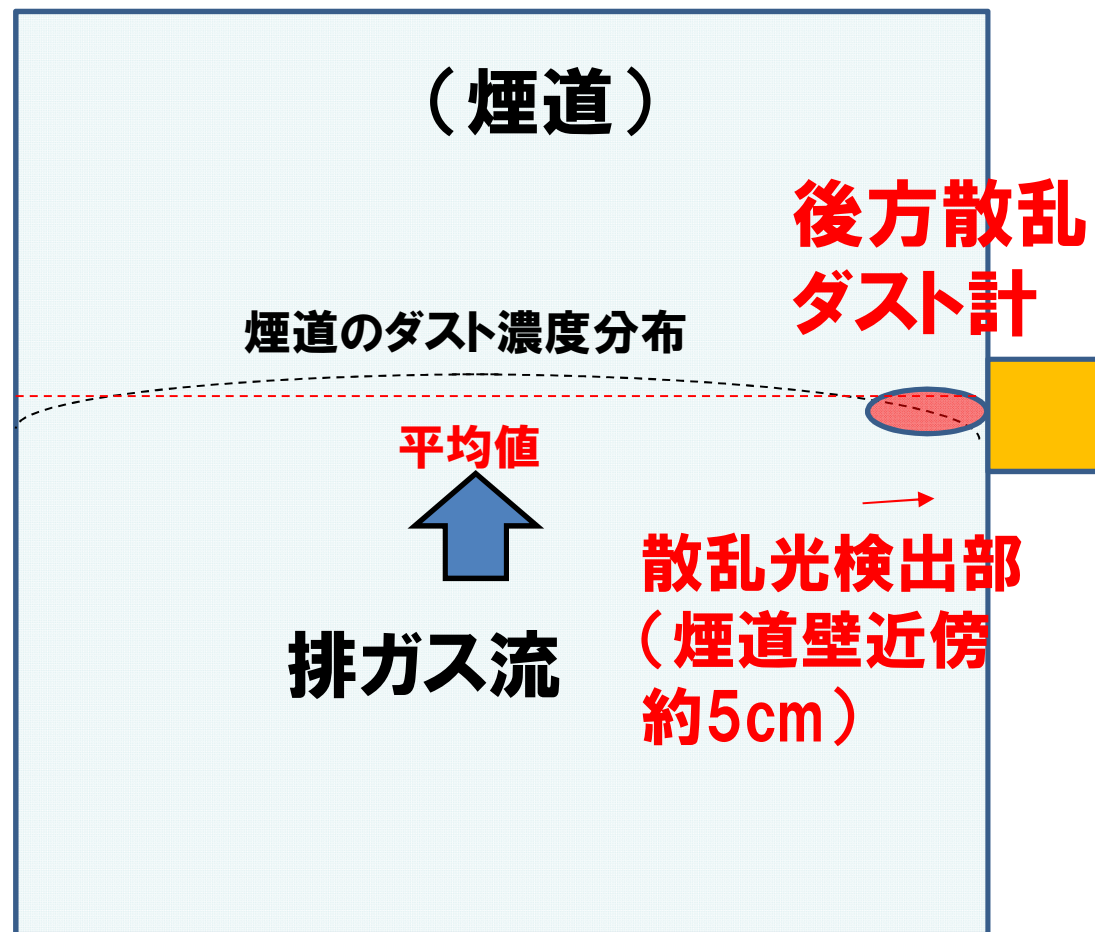 （煙道）
後方散乱
ダスト計
煙道のダスト濃度分布
平均値
散乱光検出部
（煙道壁近傍
約5cm）
排ガス流